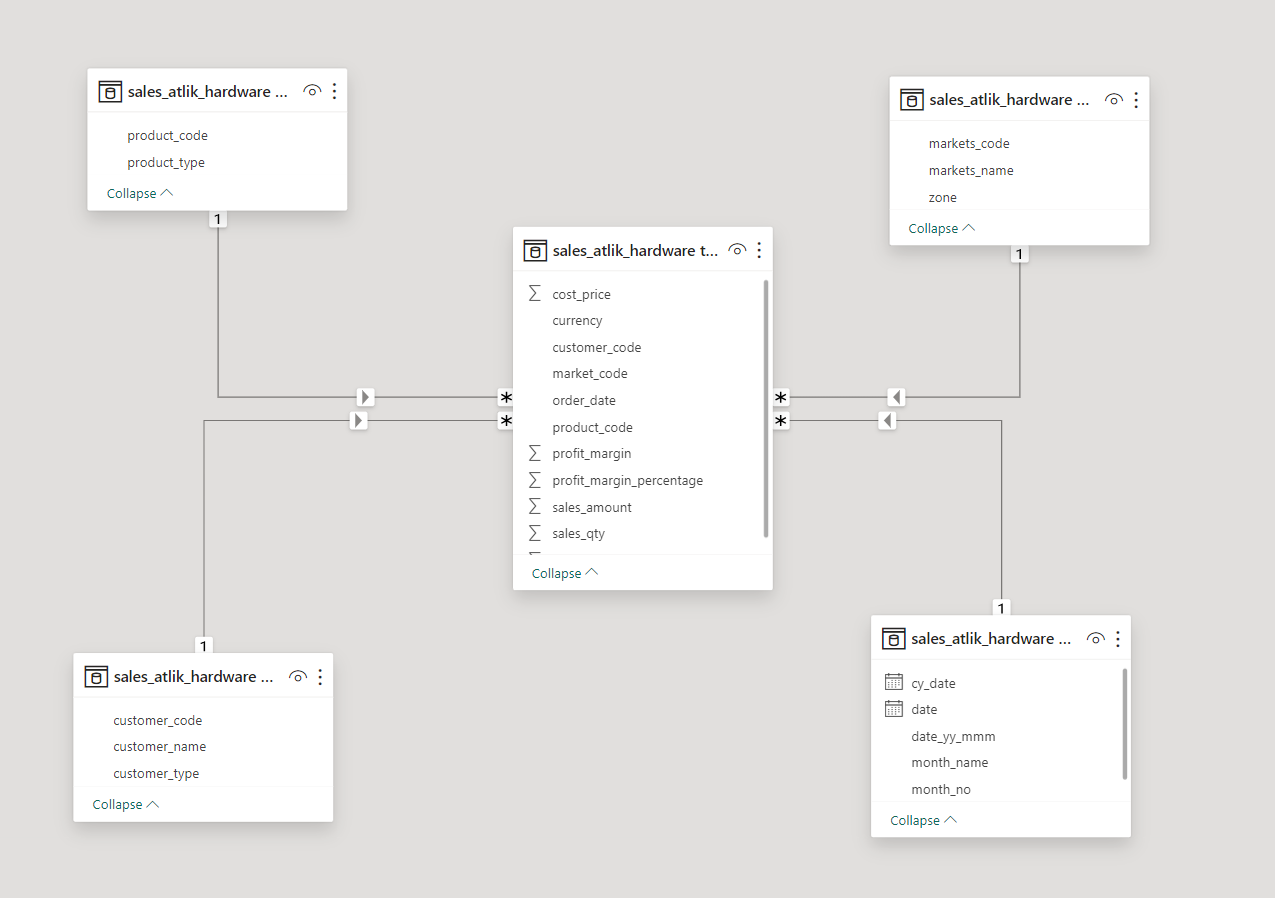 sales_atlik_hardware ...
product_code
product_type
Collapse
1
sales_atlik_hardware ...
markets_code
markets_name
zone
Collapse
1
sales_atlik_hardware t...
cost_price
currency
customer_code
market_code
order_date
product_code
profit_margin
profit_margin_percentage
sales_amount
sales_qty
Collapse
*
*
*
*
1
sales_atlik_hardware ...
customer_code
customer_name
customer_type
Collapse
1
sales_atlik_hardware ...
cy_date
date
date_yy_mmm
month_name
month_no
Collapse